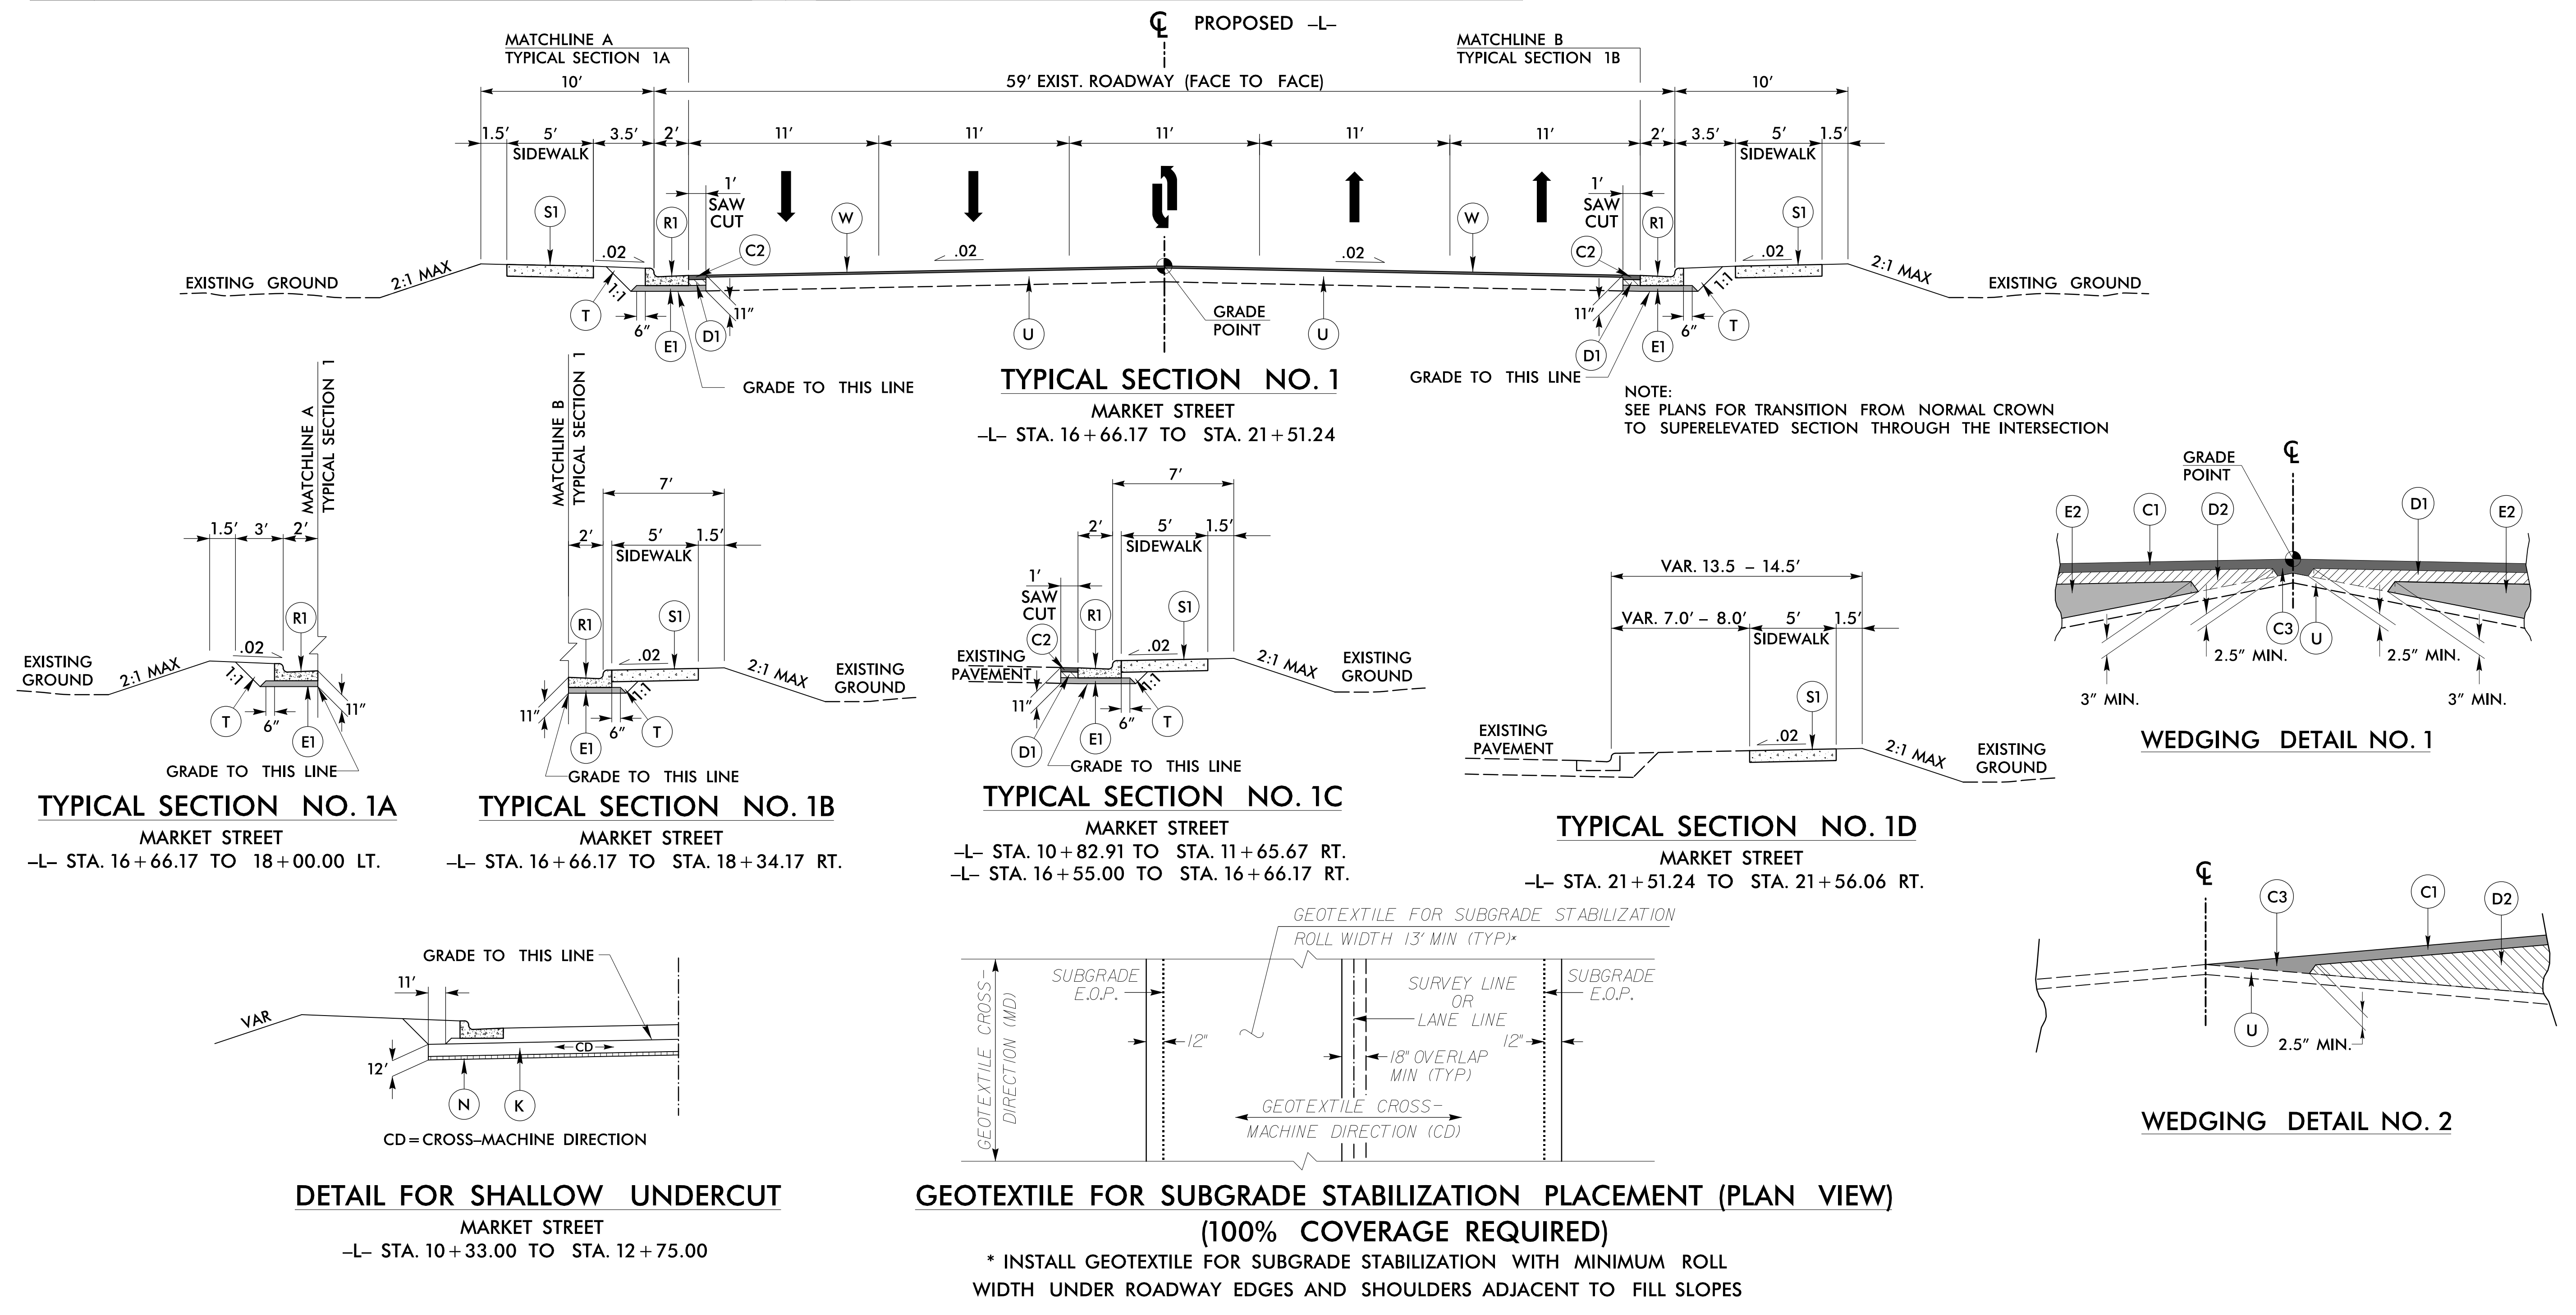 ℄ PROPOSED –L–
MATCHLINE A
TYPICAL SECTION 1A
MATCHLINE B
TYPICAL SECTION 1B
10' 59' EXIST. ROADWAY (FACE TO FACE) 10'
1.5' 5' 3.5' 2' 11' 11' 11' 11' 11' 2' 3.5' 5' 1.5'
SIDEWALK SIDEWALK
1' 1'
SAW SAW
CUT CUT
S1 R1 C2 W W C2 R1 S1
.02 .02 .02 .02
EXISTING GROUND 2:1 MAX 2:1 MAX EXISTING GROUND
1:1 1:1
T 6" E1 D1 11" U U 11" D1 E1 6" T
GRADE
POINT
GRADE TO THIS LINE
GRADE TO THIS LINE
TYPICAL SECTION NO. 1
MARKET STREET
–L– STA. 16+66.17 TO STA. 21+51.24
NOTE:
SEE PLANS FOR TRANSITION FROM NORMAL CROWN
TO SUPERELEVATED SECTION THROUGH THE INTERSECTION
MATCHLINE A
TYPICAL SECTION 1
1.5' 3' 2'
R1
.02
EXISTING
GROUND
2:1 MAX
1:1
T 6" E1 11"
GRADE TO THIS LINE
TYPICAL SECTION NO. 1A
MARKET STREET
–L– STA. 16+66.17 TO 18+00.00 LT.
MATCHLINE B
TYPICAL SECTION 1
7'
2' 5' 1.5'
SIDEWALK
R1 S1
.02
2:1 MAX
EXISTING
GROUND
1:1
11" E1 6" T
GRADE TO THIS LINE
TYPICAL SECTION NO. 1B
MARKET STREET
–L– STA. 16+66.17 TO STA. 18+34.17 RT.
7'
2' 5' 1.5'
SIDEWALK
1'
SAW
CUT
C2 R1 S1
.02
EXISTING
PAVEMENT
2:1 MAX
EXISTING
GROUND
1:1
11" D1 E1 6" T
GRADE TO THIS LINE
TYPICAL SECTION NO. 1C
MARKET STREET
–L– STA. 10+82.91 TO STA. 11+65.67 RT.
–L– STA. 16+55.00 TO STA. 16+66.17 RT.
VAR. 13.5 – 14.5'
VAR. 7.0' – 8.0' 5' 1.5'
SIDEWALK
S1
.02
EXISTING
PAVEMENT
2:1 MAX
EXISTING
GROUND
TYPICAL SECTION NO. 1D
MARKET STREET
–L– STA. 21+51.24 TO STA. 21+56.06 RT.
℄
GRADE
POINT
E2 C1 D2 D1 E2
C3 U
2.5" MIN. 2.5" MIN.
3" MIN. 3" MIN.
WEDGING DETAIL NO. 1
℄
C3 C1 D2
U
2.5" MIN.
WEDGING DETAIL NO. 2
GRADE TO THIS LINE
11'
VAR
CD
12'
N K
CD=CROSS–MACHINE DIRECTION
DETAIL FOR SHALLOW UNDERCUT
MARKET STREET
–L– STA. 10+33.00 TO STA. 12+75.00
GEOTEXTILE FOR SUBGRADE STABILIZATION
ROLL WIDTH 13' MIN (TYP)*
GEOTEXTILE CROSS–
DIRECTION (MD)
SUBGRADE
E.O.P.
SURVEY LINE
OR
LANE LINE
SUBGRADE
E.O.P.
12" 12"
18" OVERLAP
MIN (TYP)
GEOTEXTILE CROSS–
MACHINE DIRECTION (CD)
GEOTEXTILE FOR SUBGRADE STABILIZATION PLACEMENT (PLAN VIEW)
(100% COVERAGE REQUIRED)
* INSTALL GEOTEXTILE FOR SUBGRADE STABILIZATION WITH MINIMUM ROLL
WIDTH UNDER ROADWAY EDGES AND SHOULDERS ADJACENT TO FILL SLOPES